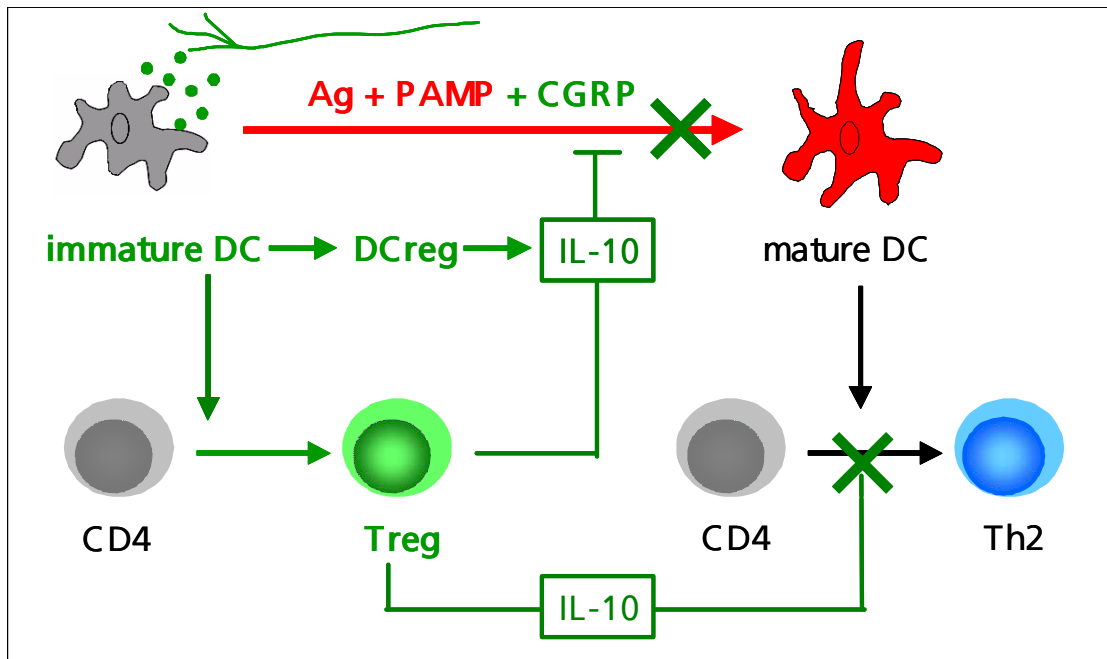 Ag + PAMP + CGRP
immature DC
DCreg
IL-10
mature DC
CD4
Treg
CD4
Th2
IL-10